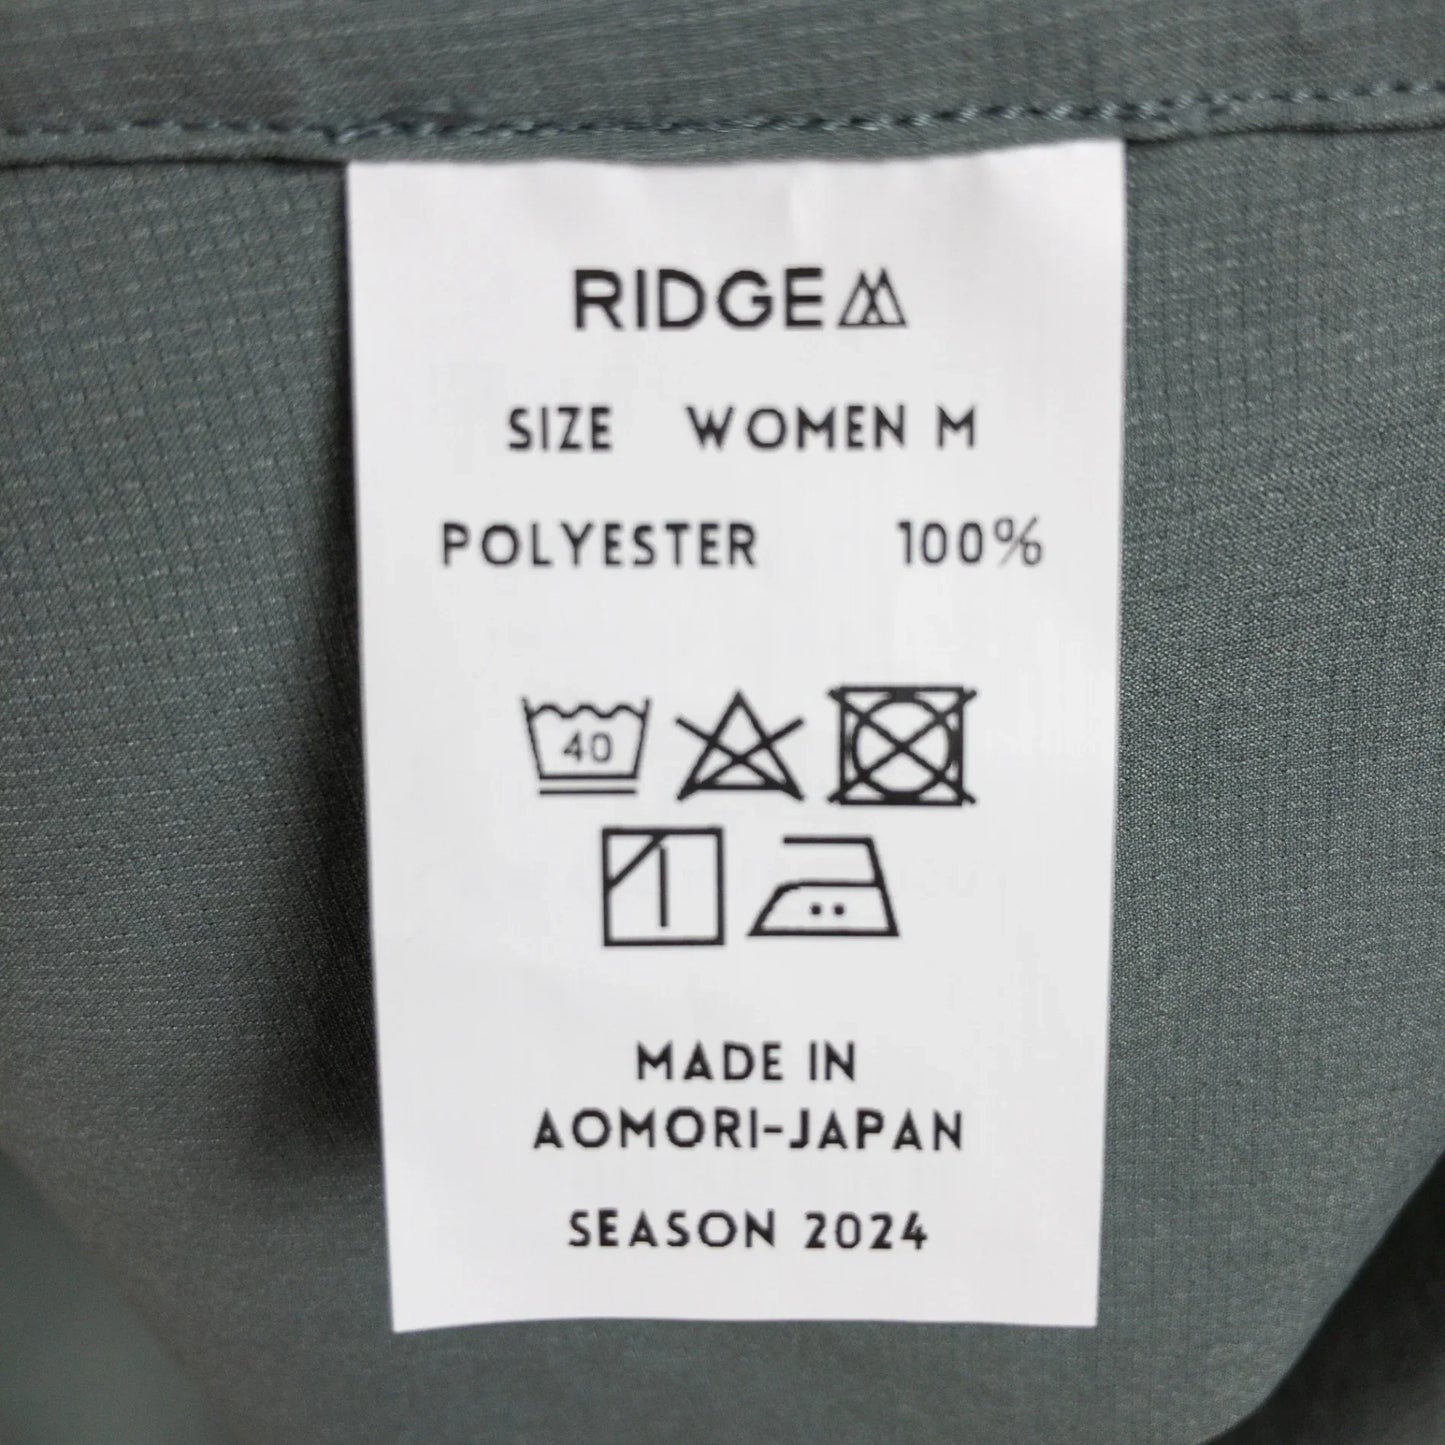 RIDGE
SIZE WOMEN M
POLYESTER 100%
40
MADE IN
AOMORI-JAPAN
SEASON 2024